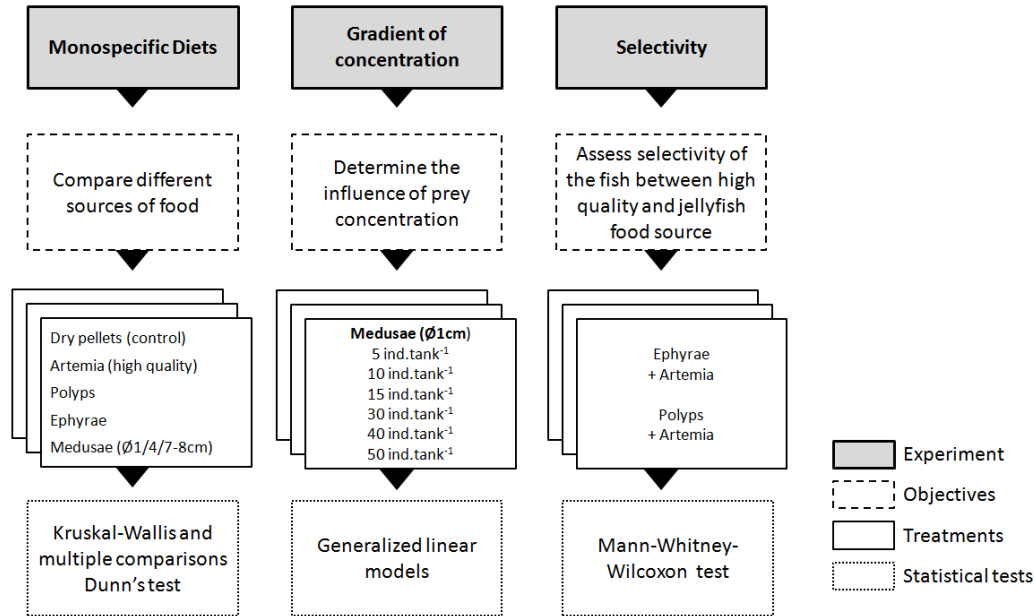 Monospecific Diets
Gradient of
concentration
Selectivity
Compare different
sources of food
Determine the
influence of prey
concentration
Assess selectivity of
the fish between high
quality and jellyfish
food source
Dry pellets (control)
Artemia (high quality)
Polyps
Ephyrae
Medusae (Ø1/4/7-8cm)
Medusae (Ø1cm)
5 ind.tank⁻¹
10 ind.tank⁻¹
15 ind.tank⁻¹
30 ind.tank⁻¹
40 ind.tank⁻¹
50 ind.tank⁻¹
Ephyrae
+ Artemia
Polyps
+ Artemia
Kruskal-Wallis and
multiple comparisons
Dunn's test
Generalized linear
models
Mann-Whitney-
Wilcoxon test
Experiment
Objectives
Treatments
Statistical tests